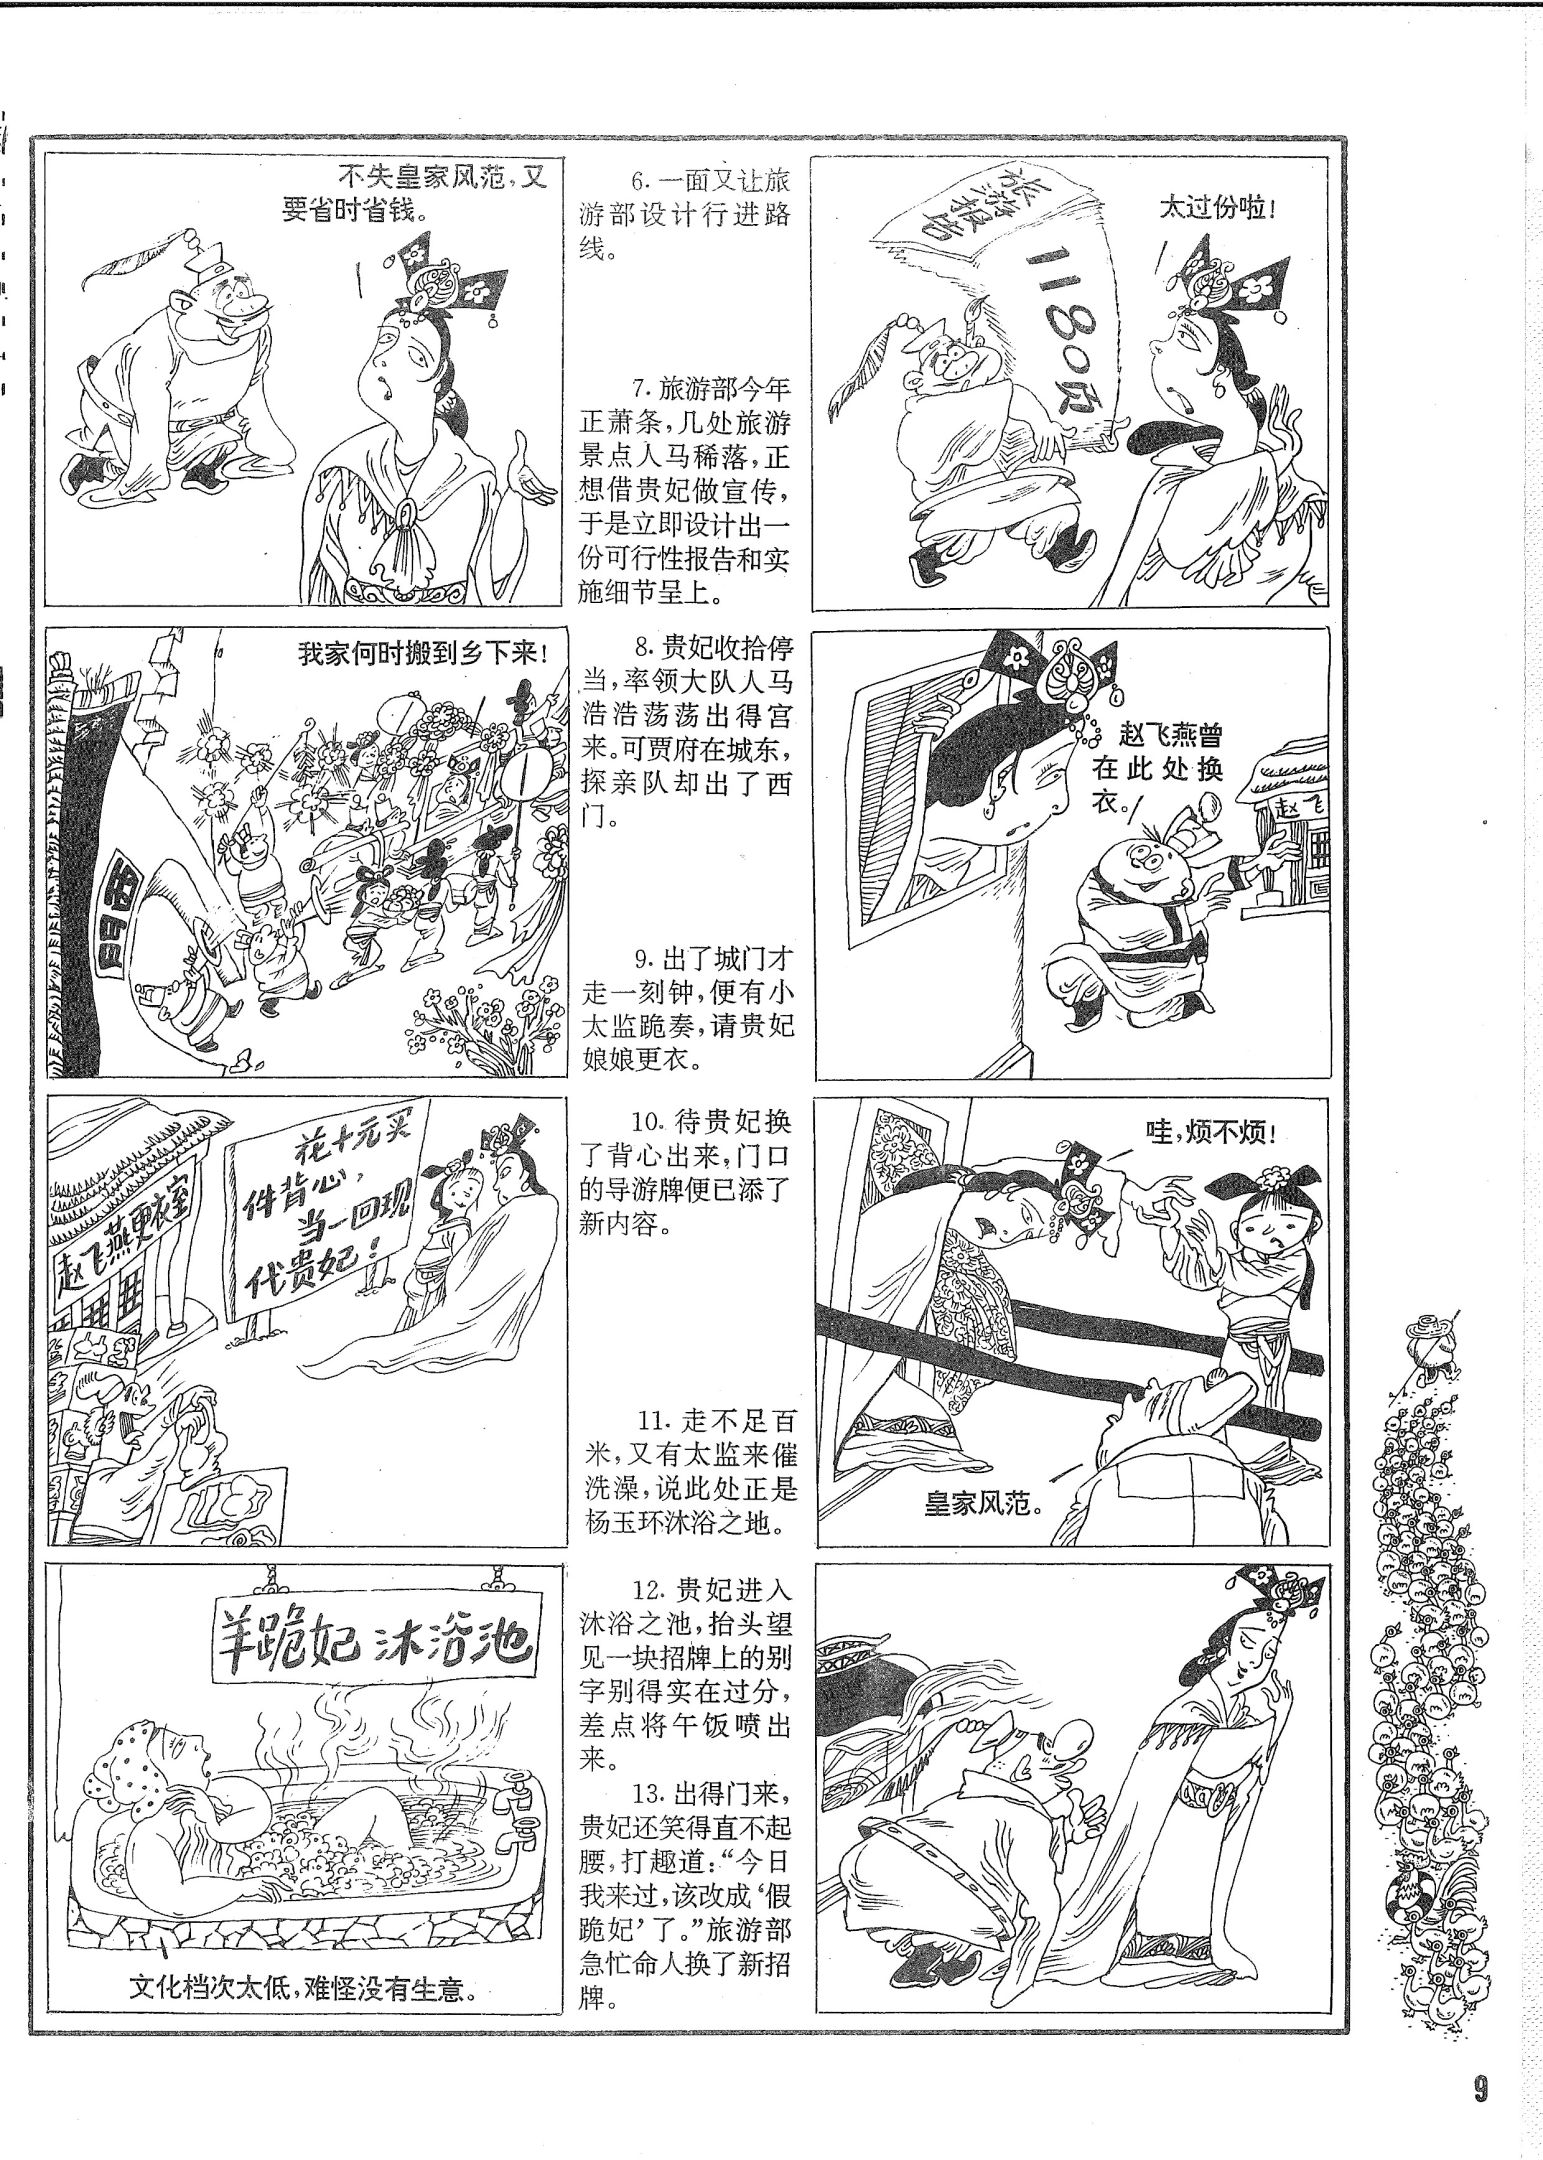 不失皇家风范，又
要省时省钱。
6. 一面又让旅
游部设计行进路
线。
7. 旅游部今年
正萧条，几处旅游
景点人马稀落，正
想借贵妃做宣传，
于是立即设计出一
份可行性报告和实
施细节呈上。
旅游报告
1180页
太过份啦！
我家何时搬到乡下来！
西門
8. 贵妃收拾停
当，率领大队人马
浩浩荡荡出得宫
来。可贾府在城东，
探亲队却出了西
门。
9. 出了城门才
走一刻钟，便有小
太监跪奏，请贵妃
娘娘更衣。
赵飞燕曾
在此处换
衣。
赵飞
赵飞燕更衣室
花十元买
件背心，
当一回现
代贵妃！
10. 待贵妃换
了背心出来，门口
的导游牌便已添了
新内容。
11. 走不足百
米，又有太监来催
洗澡，说此处正是
杨玉环沐浴之地。
哇，烦不烦！
皇家风范。
羊跪妃沐浴池
文化档次太低，难怪没有生意。
12. 贵妃进入
沐浴之池，抬头望
见一块招牌上的别
字别得实在过分，
差点将午饭喷出
来。
13. 出得门来，
贵妃还笑得直不起
腰，打趣道：“今日
我来过，该改成‘假
跪妃’了。”旅游部
急忙命人换了新招
牌。
9